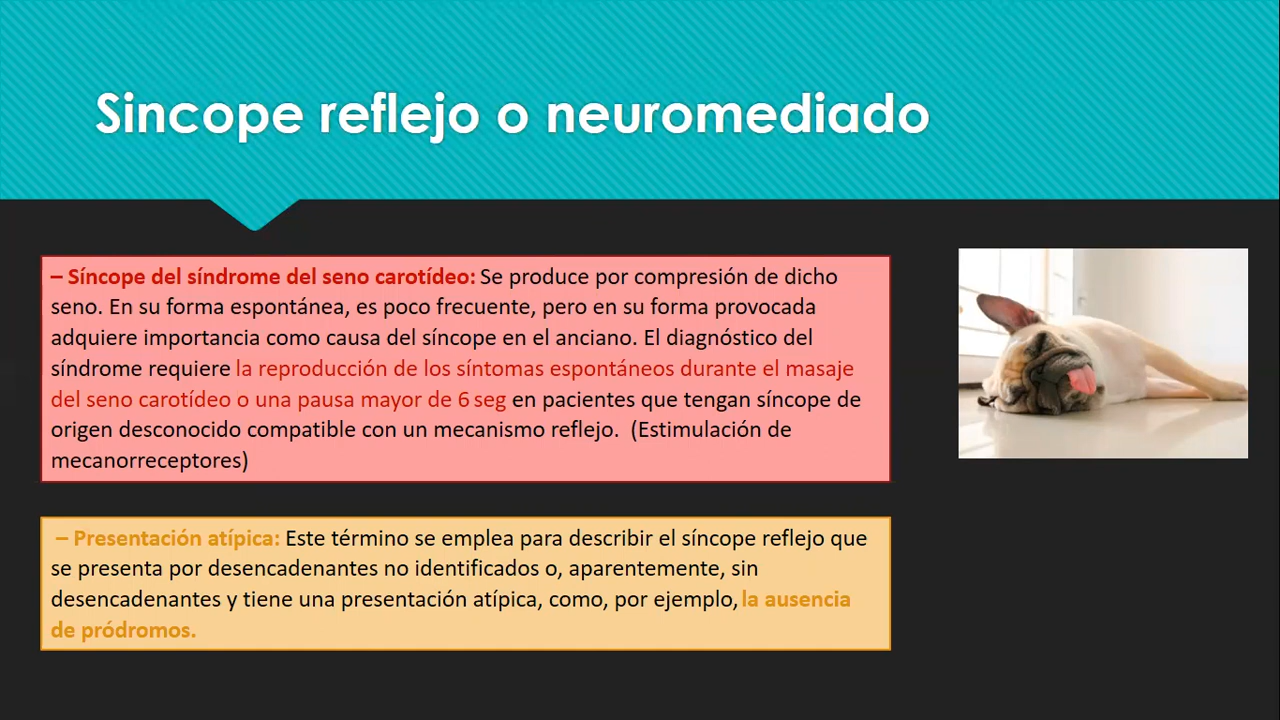 Sincope reflejo o neuromediado
– Síncope del síndrome del seno carotídeo: Se produce por compresión de dicho
seno. En su forma espontánea, es poco frecuente, pero en su forma provocada
adquiere importancia como causa del síncope en el anciano. El diagnóstico del
síndrome requiere la reproducción de los síntomas espontáneos durante el masaje
del seno carotídeo o una pausa mayor de 6 seg en pacientes que tengan síncope de
origen desconocido compatible con un mecanismo reflejo.  (Estimulación de
mecanorreceptores)
– Presentación atípica: Este término se emplea para describir el síncope reflejo que
se presenta por desencadenantes no identificados o, aparentemente, sin
desencadenantes y tiene una presentación atípica, como, por ejemplo, la ausencia
de pródromos.